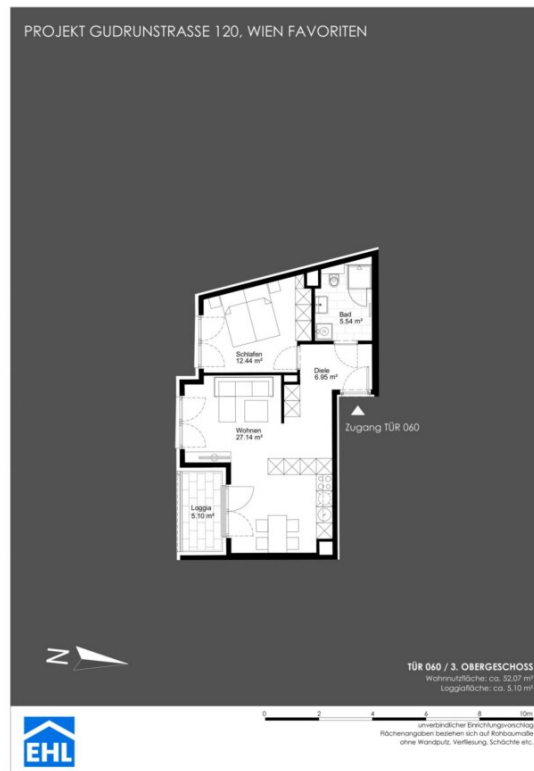 PROJEKT GUDRUNSTRASSE 120, WIEN FAVORITEN
Bad
5.54 m²
Schlafen
12.44 m²
Diele
6.95 m²
Zugang TÜR 060
Wohnen
27.14 m²
Loggia
5.10 m²
N
TÜR 060 / 3. OBERGESCHOSS
Wohnnutzfläche: ca. 52.07 m²
Loggiafläche: ca. 5.10 m²
0 2 4 6 8 10m
unverbindlicher Einrichtungsvorschlag
Flächenangaben beziehen sich auf Rohbaumaße
ohne Wandputz, Verfliesung, Schächte etc.
EHL